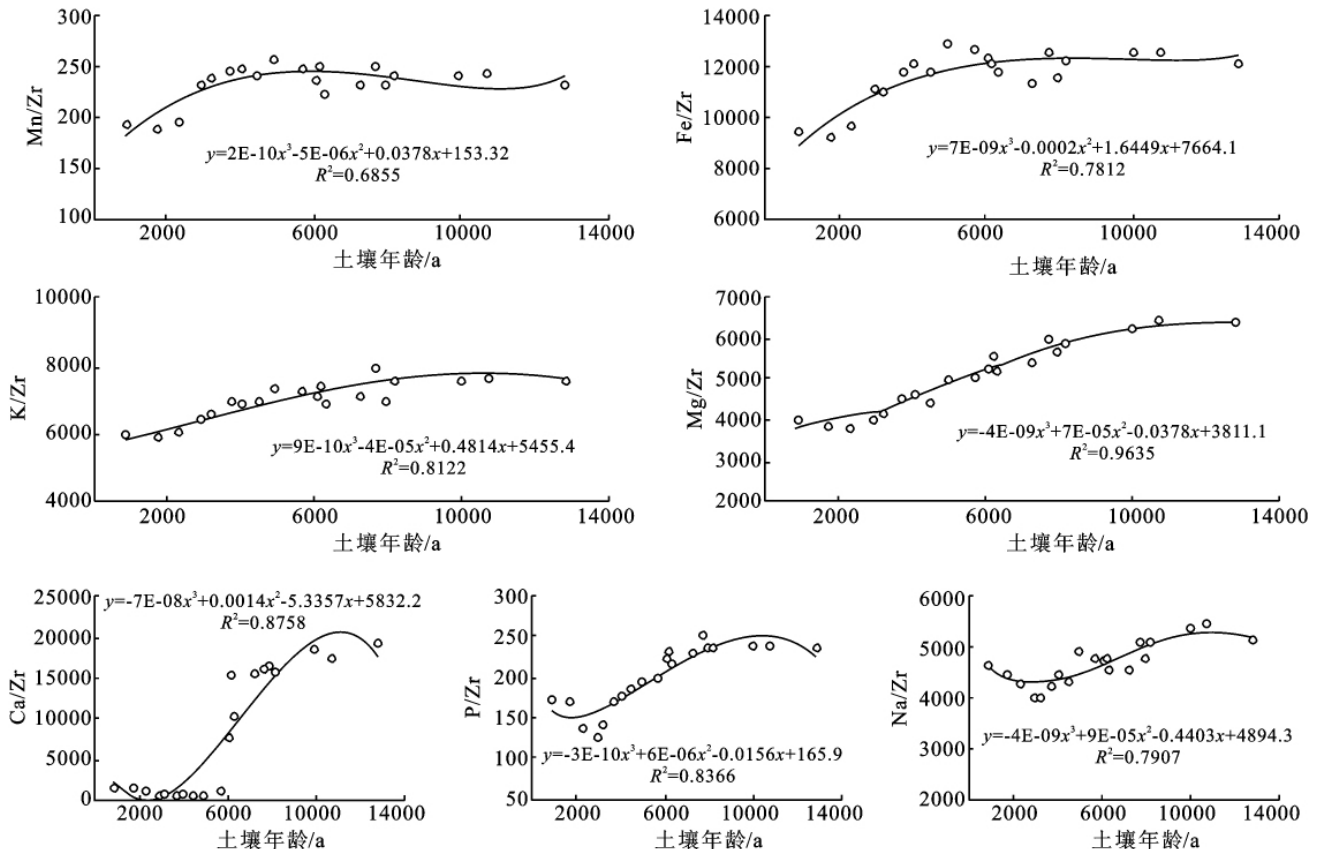 300
250
200
150
100
Mn/Zr
y=2E-10x³-5E-06x²+0.0378x+153.32
R²=0.6855
2000 6000 10000 14000
土壤年龄/a
14000
12000
10000
8000
6000
Fe/Zr
y=7E-09x³-0.0002x²+1.6449x+7664.1
R²=0.7812
2000 6000 10000 14000
土壤年龄/a
10000
8000
6000
4000
K/Zr
y=9E-10x³-4E-05x²+0.4814x+5455.4
R²=0.8122
2000 6000 10000 14000
土壤年龄/a
7000
6000
5000
4000
3000
2000
Mg/Zr
y=-4E-09x³+7E-05x²-0.0378x+3811.1
R²=0.9635
2000 6000 10000 14000
土壤年龄/a
25000
20000
15000
10000
5000
0
Ca/Zr
y=-7E-08x³+0.0014x²-5.3357x+5832.2
R²=0.8758
2000 6000 10000 14000
土壤年龄/a
300
250
200
150
100
50
P/Zr
y=-3E-10x³+6E-06x²-0.0156x+165.9
R²=0.8366
2000 6000 10000 14000
土壤年龄/a
6000
5000
4000
3000
2000
Na/Zr
y=-4E-09x³+9E-05x²-0.4403x+4894.3
R²=0.7907
2000 6000 10000 14000
土壤年龄/a